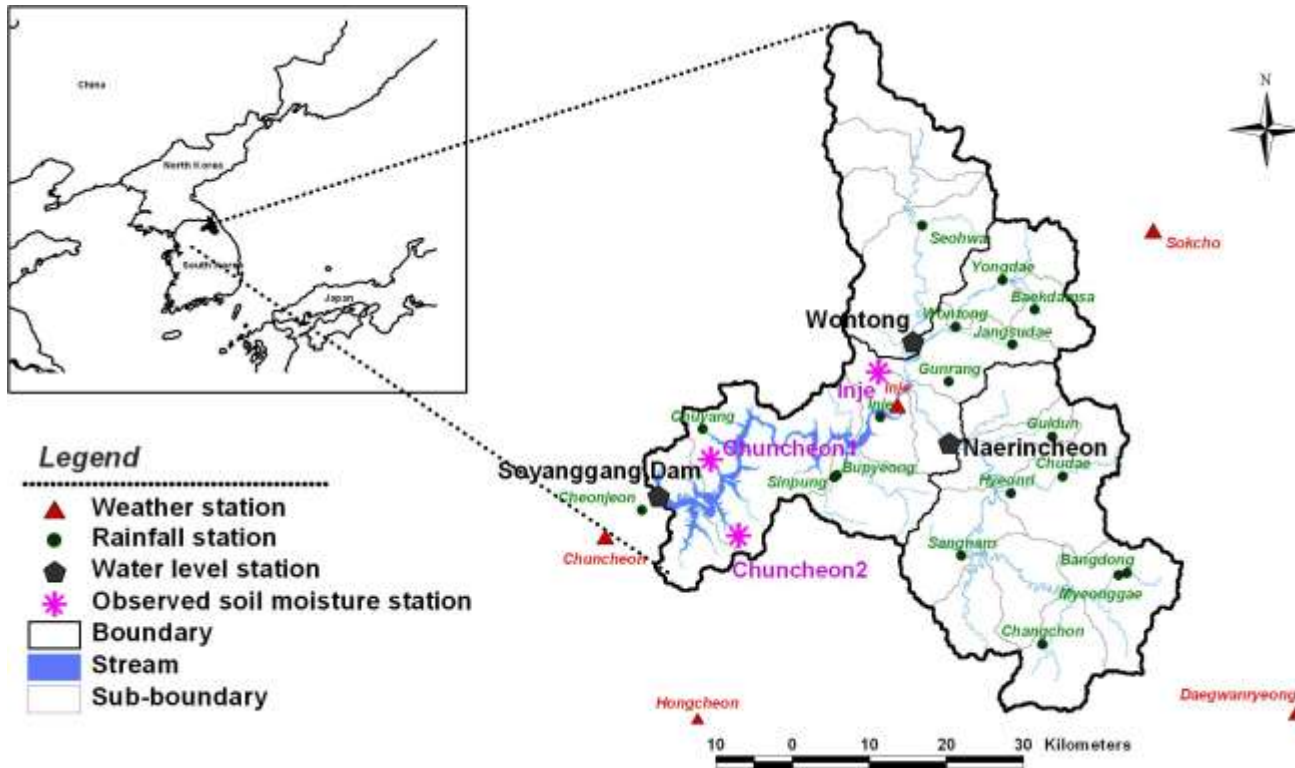 China
North Korea
South Korea
Japan
N
Sokcho
Seohwa
Yongdae
Baekdamsa
Wontong
Wontong
Jangsudae
Gunrang
Inje
Inje
Inje
Guldun
Naerincheon
Chudae
Hyeonri
Chuyang
Chuncheon1
Soyanggang Dam
Bupyeong
Sinpung
Cheonjeon
Chuncheon
Chuncheon2
Sangnam
Bangdong
Myeonggae
Changchon
Hongcheon
Daegwanryeong
Legend
Weather station
Rainfall station
Water level station
Observed soil moisture station
Boundary
Stream
Sub-boundary
10 0 10 20 30 Kilometers